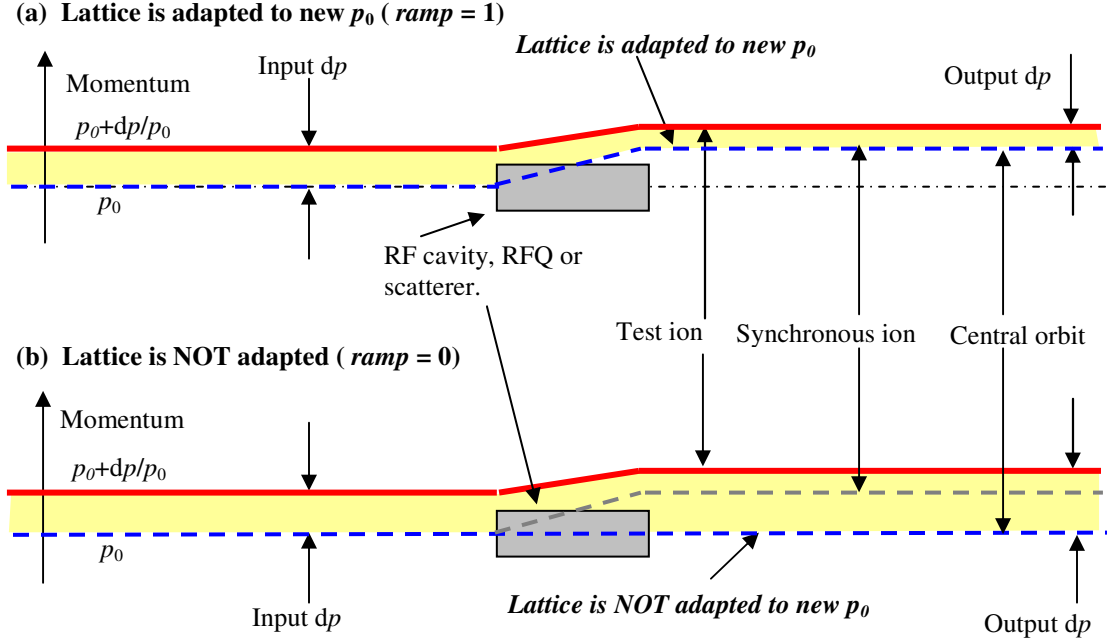 (a) Lattice is adapted to new p₀ ( ramp = 1)
Lattice is adapted to new p₀
Input dp
Output dp
Momentum
p₀+dp/p₀
p₀
RF cavity, RFQ or
scatterer.
Test ion
Synchronous ion
Central orbit
(b) Lattice is NOT adapted ( ramp = 0)
Momentum
p₀+dp/p₀
p₀
Input dp
Lattice is NOT adapted to new p₀
Output dp